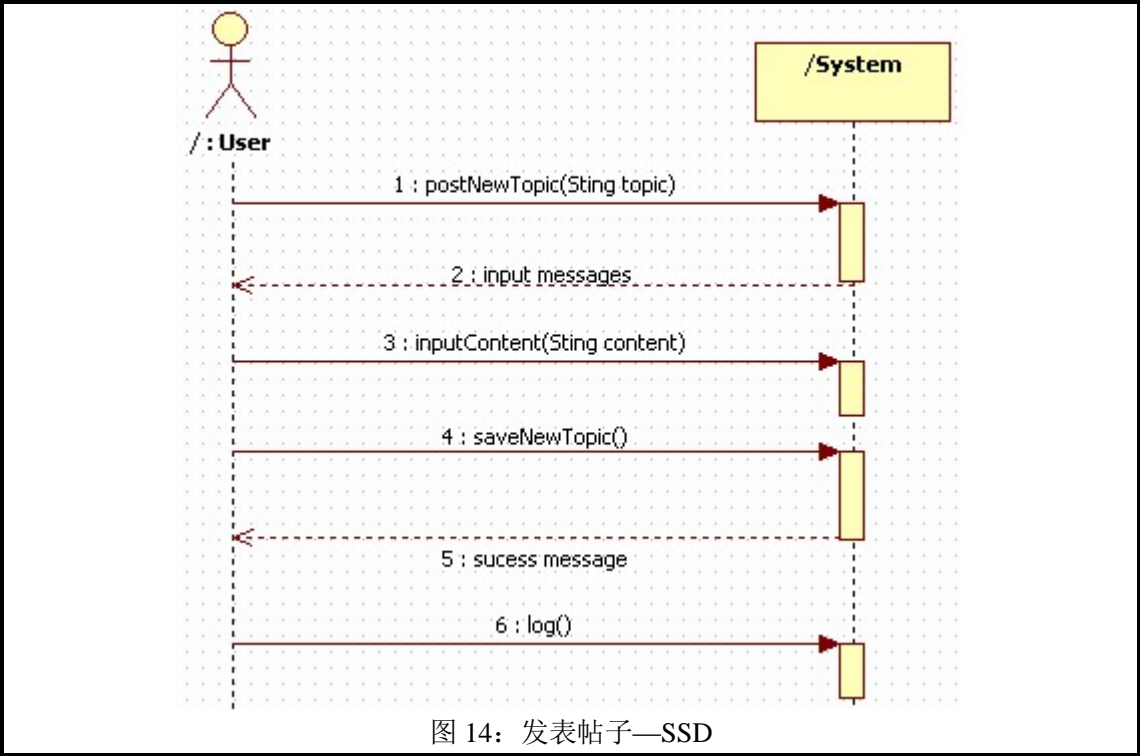 /System
/ : User
1 : postNewTopic(Sting topic)
2 : input messages
3 : inputContent(Sting content)
4 : saveNewTopic()
5 : sucess message
6 : log()
图 14：发表帖子—SSD